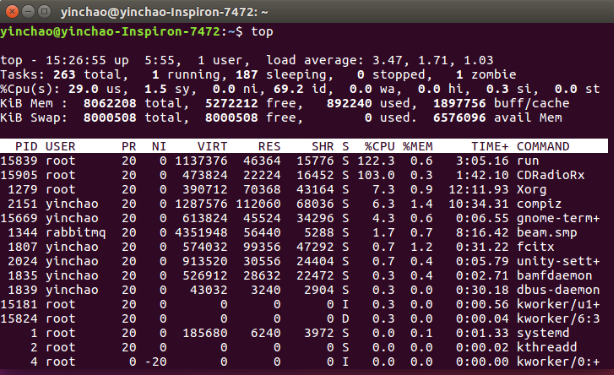 yinchao@yinchao-Inspiron-7472: ~
yinchao@yinchao-Inspiron-7472:~$ top
top - 15:26:55 up  5:55,  1 user,  load average: 3.47, 1.71, 1.03
Tasks: 263 total,   1 running, 187 sleeping,   0 stopped,   1 zombie
%Cpu(s): 29.0 us,  1.5 sy,  0.0 ni, 69.2 id,  0.0 wa,  0.0 hi,  0.3 si,  0.0 st
KiB Mem :  8062208 total,  5272212 free,   892240 used,  1897756 buff/cache
KiB Swap:  8000508 total,  8000508 free,        0 used.  6576096 avail Mem
  PID USER      PR  NI    VIRT    RES    SHR S  %CPU %MEM     TIME+ COMMAND
15839 root      20   0 1137376  46364  15776 S 122.3  0.6   3:05.16 run
15905 root      20   0  473824  22224  16452 S 103.0  0.3   1:42.10 CDRadioRx
 1279 root      20   0  390712  70368  43164 S   7.3  0.9  12:11.93 Xorg
 2151 yinchao   20   0 1287576 112060  68036 S   6.3  1.4  10:34.31 compiz
15669 yinchao   20   0  613824  45524  34296 S   4.3  0.6   0:06.55 gnome-term+
 1344 rabbitmq  20   0 4351948  56440   5288 S   1.7  0.7   8:16.42 beam.smp
 1807 yinchao   20   0  574032  99356  47292 S   0.7  1.2   0:31.22 fcitx
 2024 yinchao   20   0  913520  30556  24404 S   0.7  0.4   0:05.79 unity-sett+
 1835 yinchao   20   0  526912  28632  22472 S   0.3  0.4   0:02.71 bamfdaemon
 1839 yinchao   20   0   43032   3240   2904 S   0.3  0.0   0:30.18 dbus-daemon
15181 root      20   0       0      0      0 I   0.3  0.0   0:00.56 kworker/u1+
15824 root      20   0       0      0      0 D   0.3  0.0   0:00.04 kworker/6:3
    1 root      20   0  185680   6240   3972 S   0.0  0.1   0:01.33 systemd
    2 root      20   0       0      0      0 S   0.0  0.0   0:00.02 kthreadd
    4 root       0 -20       0      0      0 I   0.0  0.0   0:00.00 kworker/0:+